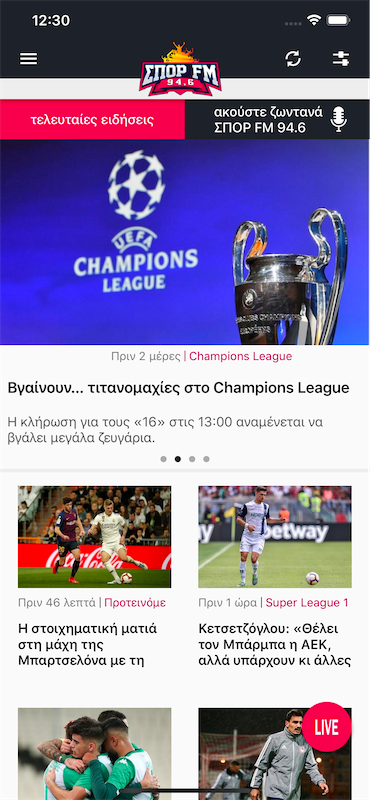 12:30
ΣΠΟΡ FM
94.6
τελευταίες ειδήσεις
ακούστε ζωντανά
ΣΠΟΡ FM 94.6
UEFA
CHAMPIONS
LEAGUE
Πριν 2 μέρες | Champions League
Βγαίνουν... τιτανομαχίες στο Champions League
Η κλήρωση για τους «16» στις 13:00 αναμένεται να
βγάλει μεγάλα ζευγάρια.
Πριν 46 λεπτά | Προτεινόμε
Η στοιχηματική ματιά
στη μάχη της
Μπαρτσελόνα με τη
Πριν 1 ώρα | Super League 1
Κετσετζόγλου: «Θέλει
τον Μπάρμπα η ΑΕΚ,
αλλά υπάρχουν κι άλλες
LIVE